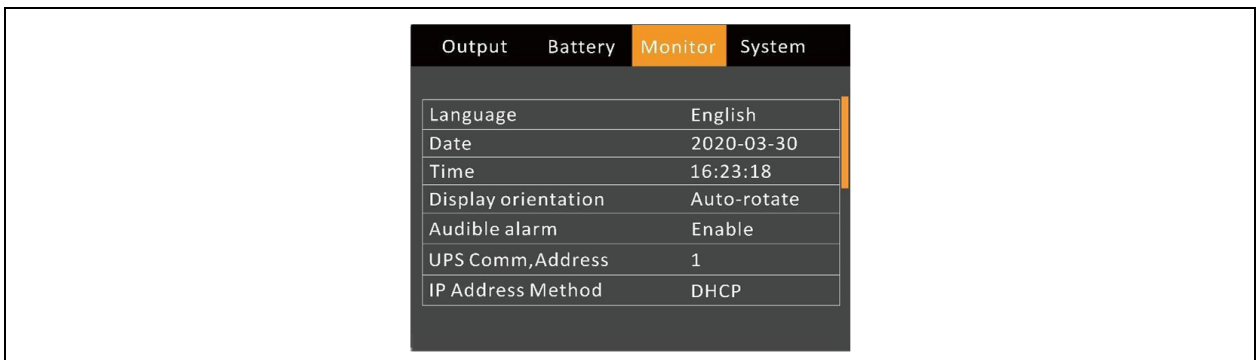 Output Battery Monitor System
Language English
Date 2020-03-30
Time 16:23:18
Display orientation Auto-rotate
Audible alarm Enable
UPS Comm,Address 1
IP Address Method DHCP